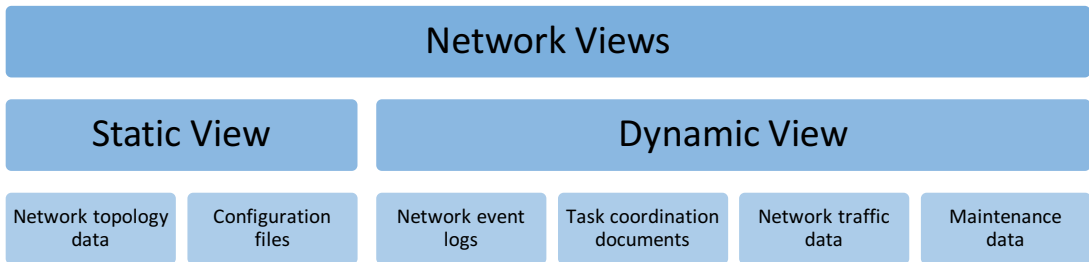 Network Views
Static View
Dynamic View
Network topology
data
Configuration
files
Network event
logs
Task coordination
documents
Network traffic
data
Maintenance
data